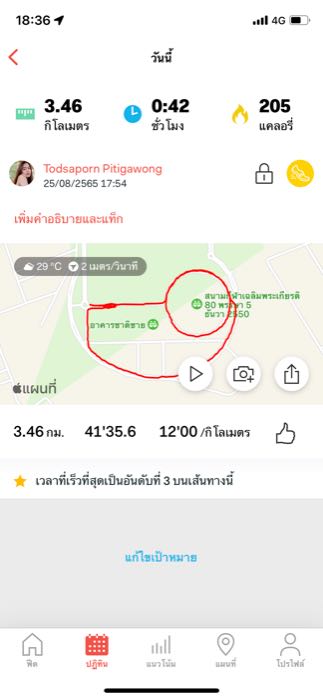 18:36
4G
วันนี้
3.46
กิโลเมตร
0:42
ชั่วโมง
205
แคลอรี่
Todsaporn Pitigawong
25/08/2565 17:54
เพิ่มคำอธิบายและแท็ก
29 °C 2 เมตร/วินาที
สนามกีฬาเฉลิมพระเกียรติ
80 พรรษา 5
ธันวา 2550
อาคารชาติชาย
แผนที่
3.46 กม. 41'35.6 12'00 /กิโลเมตร
เวลาที่เร็วที่สุดเป็นอันดับที่ 3 บนเส้นทางนี้
แก้ไขเป้าหมาย
ฟีด ปฏิทิน แนวโน้ม แผนที่ โปรไฟล์